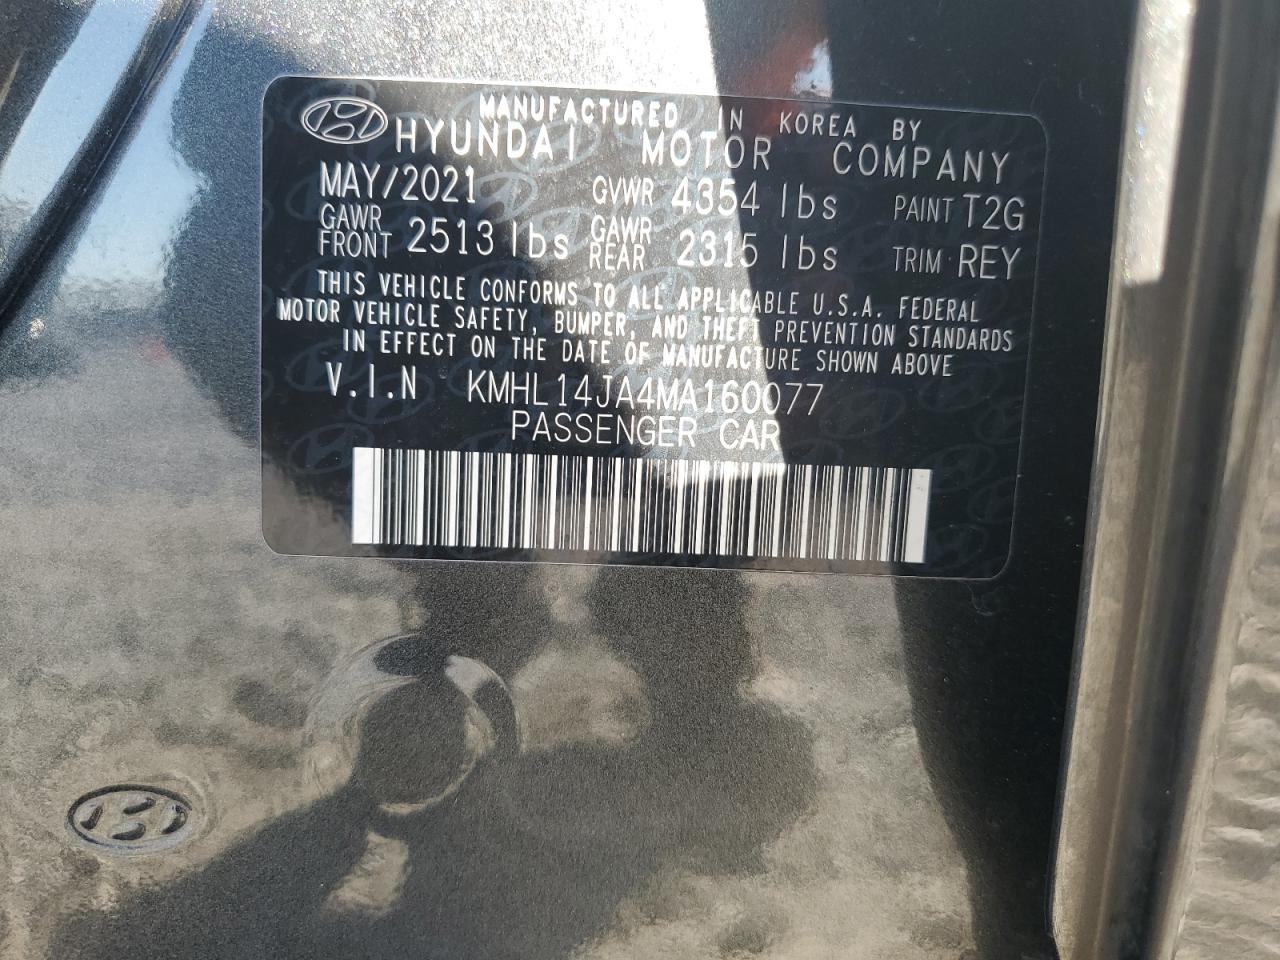 MANUFACTURED IN KOREA BY
HYUNDAI MOTOR COMPANY
MAY/2021 GVWR 4354 lbs PAINT T2G
GAWR FRONT 2513 lbs GAWR REAR 2315 lbs TRIM REY
THIS VEHICLE CONFORMS TO ALL APPLICABLE U.S.A. FEDERAL
MOTOR VEHICLE SAFETY, BUMPER, AND THEFT PREVENTION STANDARDS
IN EFFECT ON THE DATE OF MANUFACTURE SHOWN ABOVE
V.I.N KMHL14JA4MA160077
PASSENGER CAR